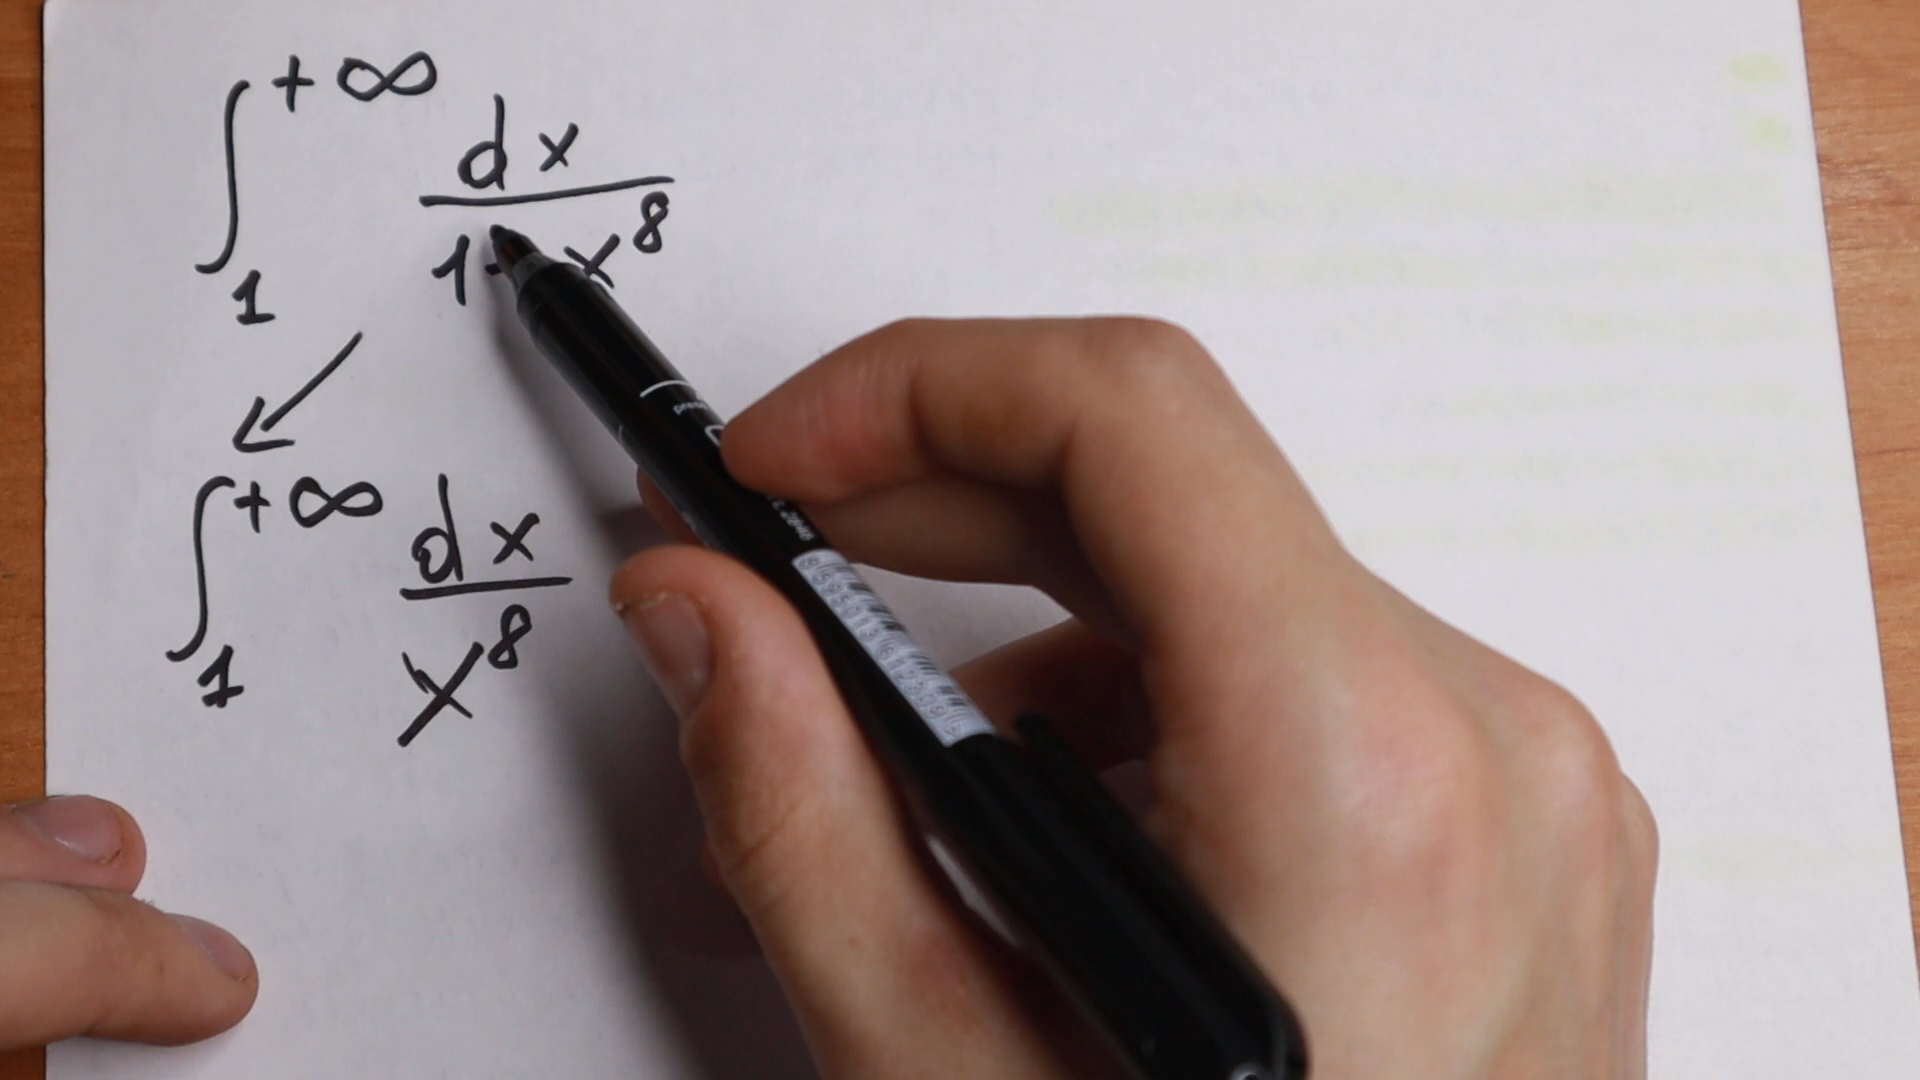 ∫₁^{+∞} dx / 1 x⁸
∫₁^{+∞} dx / x⁸